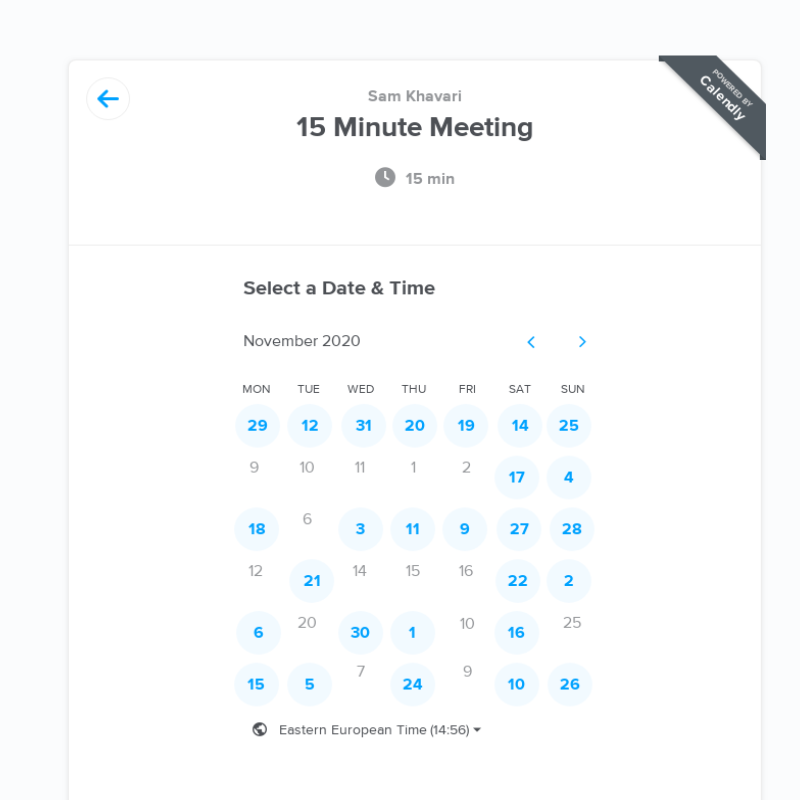 POWERED BY
Calendly
Sam Khavari
15 Minute Meeting
15 min
Select a Date & Time
November 2020
MON TUE WED THU FRI SAT SUN
29 12 31 20 19 14 25
9 10 11 1 2 17 4
18 6 3 11 9 27 28
12 21 14 15 16 22 2
6 20 30 1 10 16 25
15 5 7 24 9 10 26
Eastern European Time (14:56)